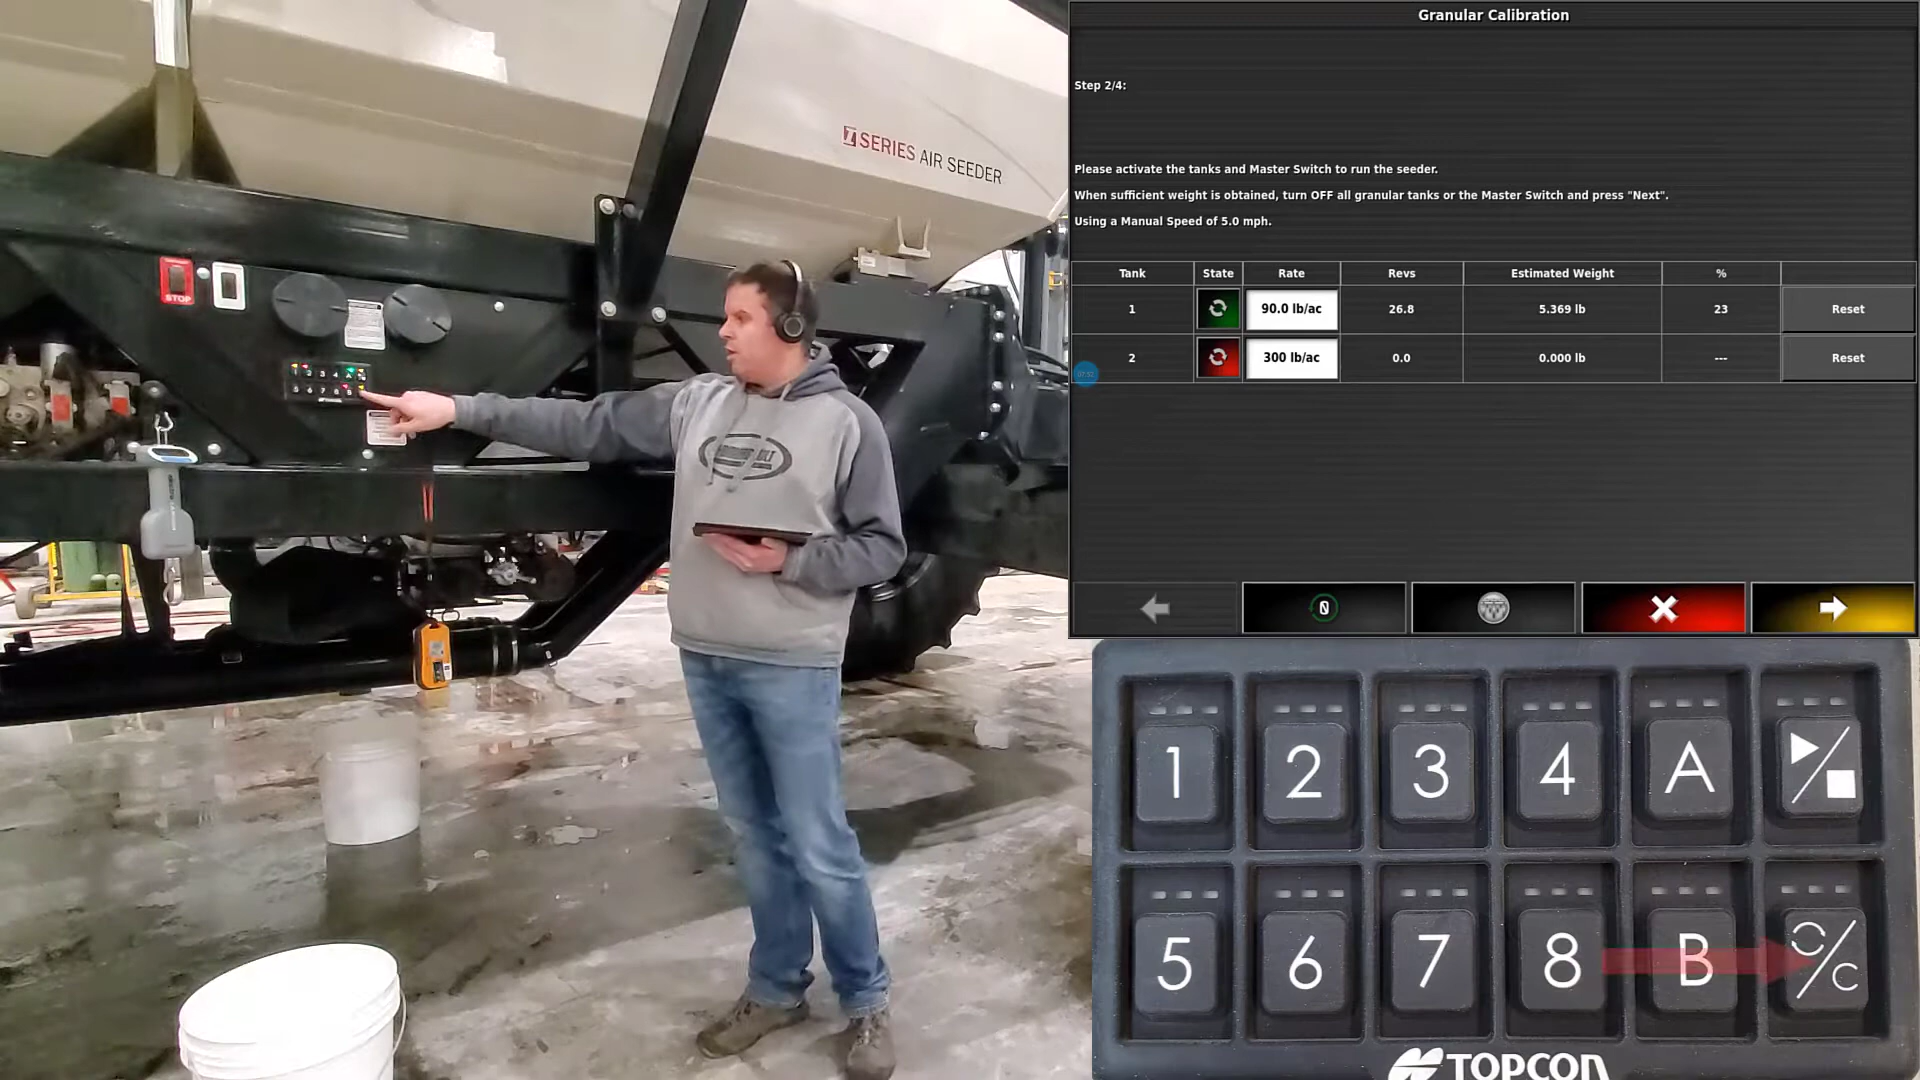 Z SERIES AIR SEEDER
STOP
Granular Calibration
Step 2/4:
Please activate the tanks and Master Switch to run the seeder.
When sufficient weight is obtained, turn OFF all granular tanks or the Master Switch and press "Next".
Using a Manual Speed of 5.0 mph.
Tank State Rate Revs Estimated Weight %
1 90.0 lb/ac 26.8 5.369 lb 23 Reset
2 300 lb/ac 0.0 0.000 lb --- Reset
0
1 2 3 4 A
5 6 7 8 B C
TOPCON